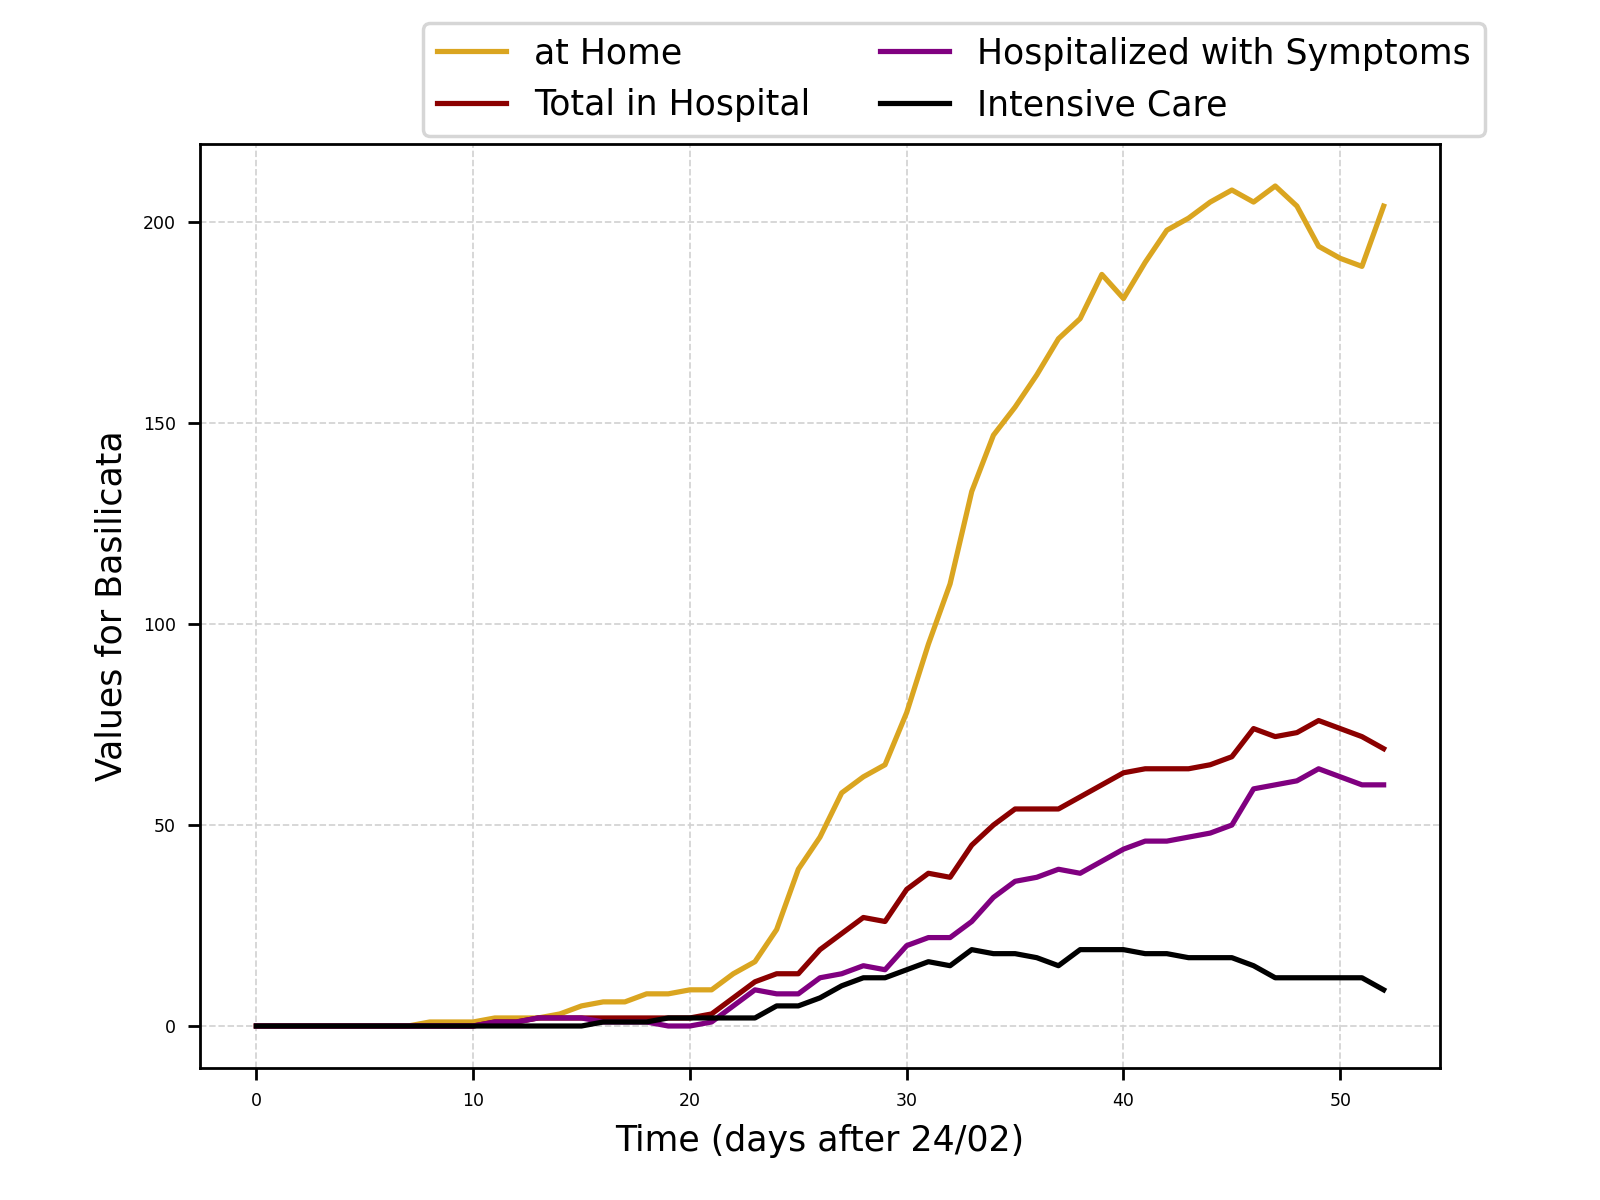 at Home
Total in Hospital
Hospitalized with Symptoms
Intensive Care
Values for Basilicata
200
150
100
50
0
0 10 20 30 40 50
Time (days after 24/02)